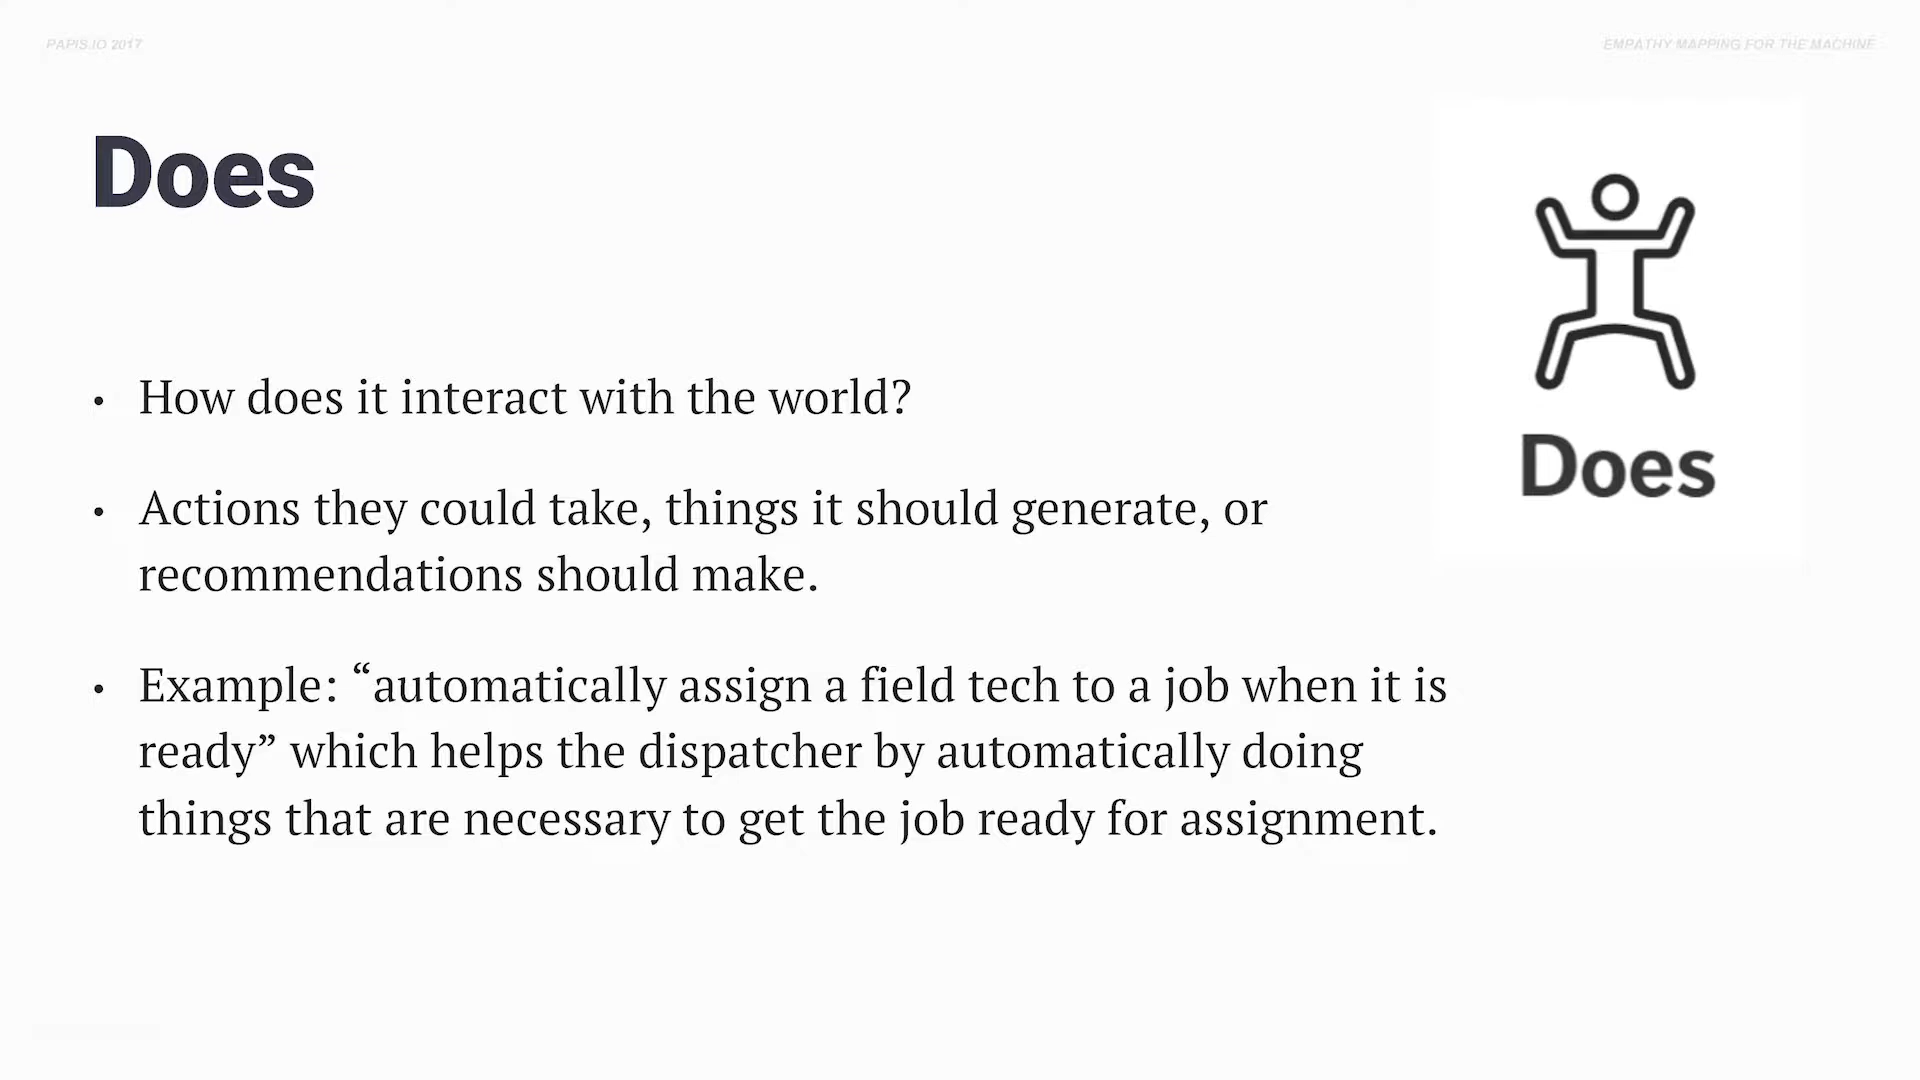 PAPIS.IO 2017
EMPATHY MAPPING FOR THE MACHINE
Does
• How does it interact with the world?
• Actions they could take, things it should generate, or
recommendations should make.
• Example: “automatically assign a field tech to a job when it is
ready” which helps the dispatcher by automatically doing
things that are necessary to get the job ready for assignment.
Does